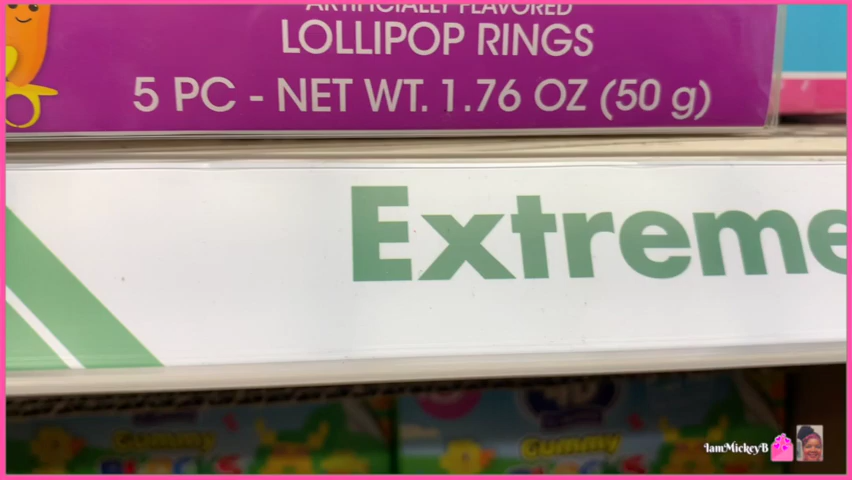 ARTIFICIALLY FLAVORED
LOLLIPOP RINGS
5 PC - NET WT. 1.76 OZ (50 g)
Extreme
Gummy
Gummy
IamMickeyB